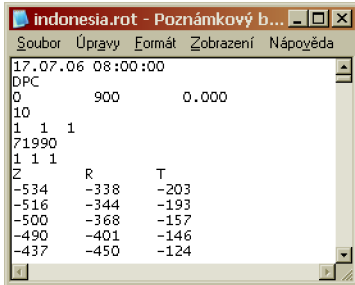 indonesia.rot - Poznámkový b...
Soubor Úpravy Formát Zobrazení Nápověda
17.07.06 08:00:00
DPC
0 900 0.000
10
1 1 1
71990
1 1 1
Z R T
-534 -338 -203
-516 -344 -193
-500 -368 -157
-490 -401 -146
-437 -450 -124